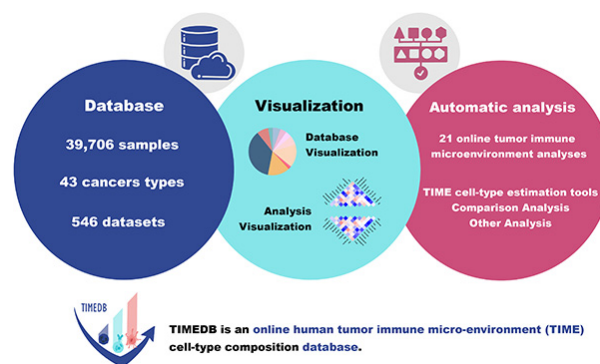 Database
39,706 samples
43 cancers types
546 datasets
Visualization
Database
Visualization
Analysis
Visualization
Automatic analysis
21 online tumor immune
microenvironment analyses
TIME cell-type estimation tools
Comparison Analysis
Other Analysis
TIMEDB
TIMEDB is an online human tumor immune micro-environment (TIME)
cell-type composition database.